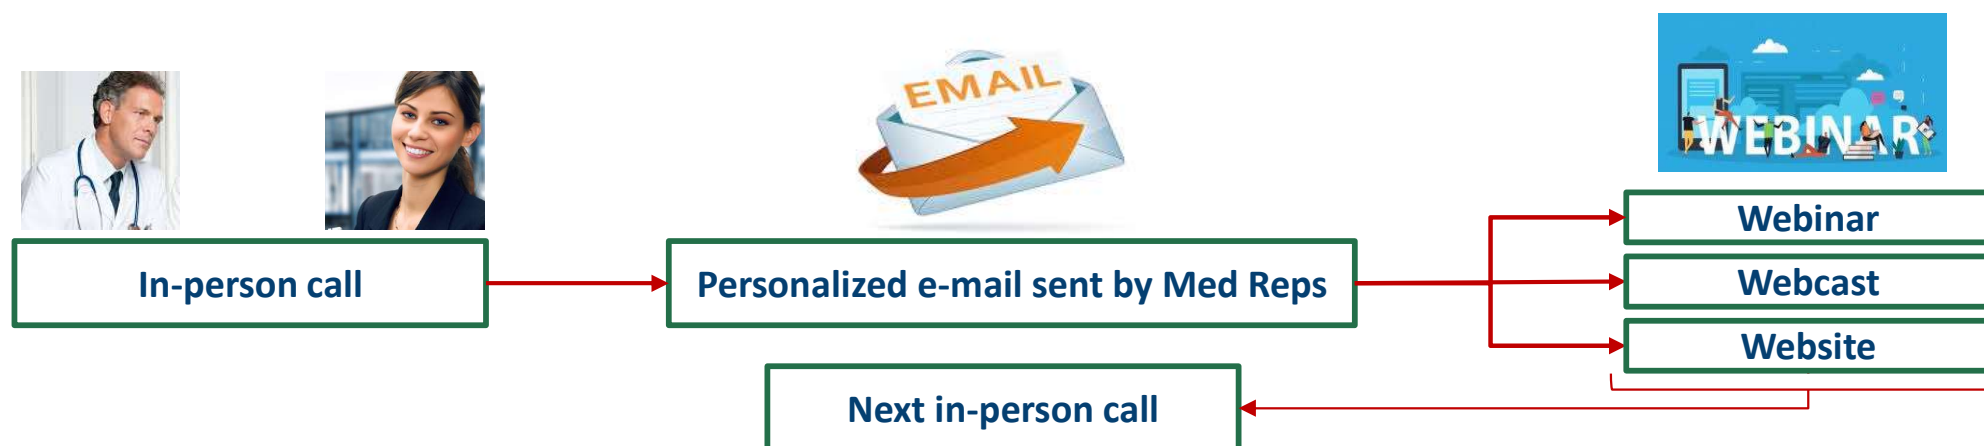 EMAIL
WEBINAR
Webinar
In-person call
Personalized e-mail sent by Med Reps
Webcast
Website
Next in-person call